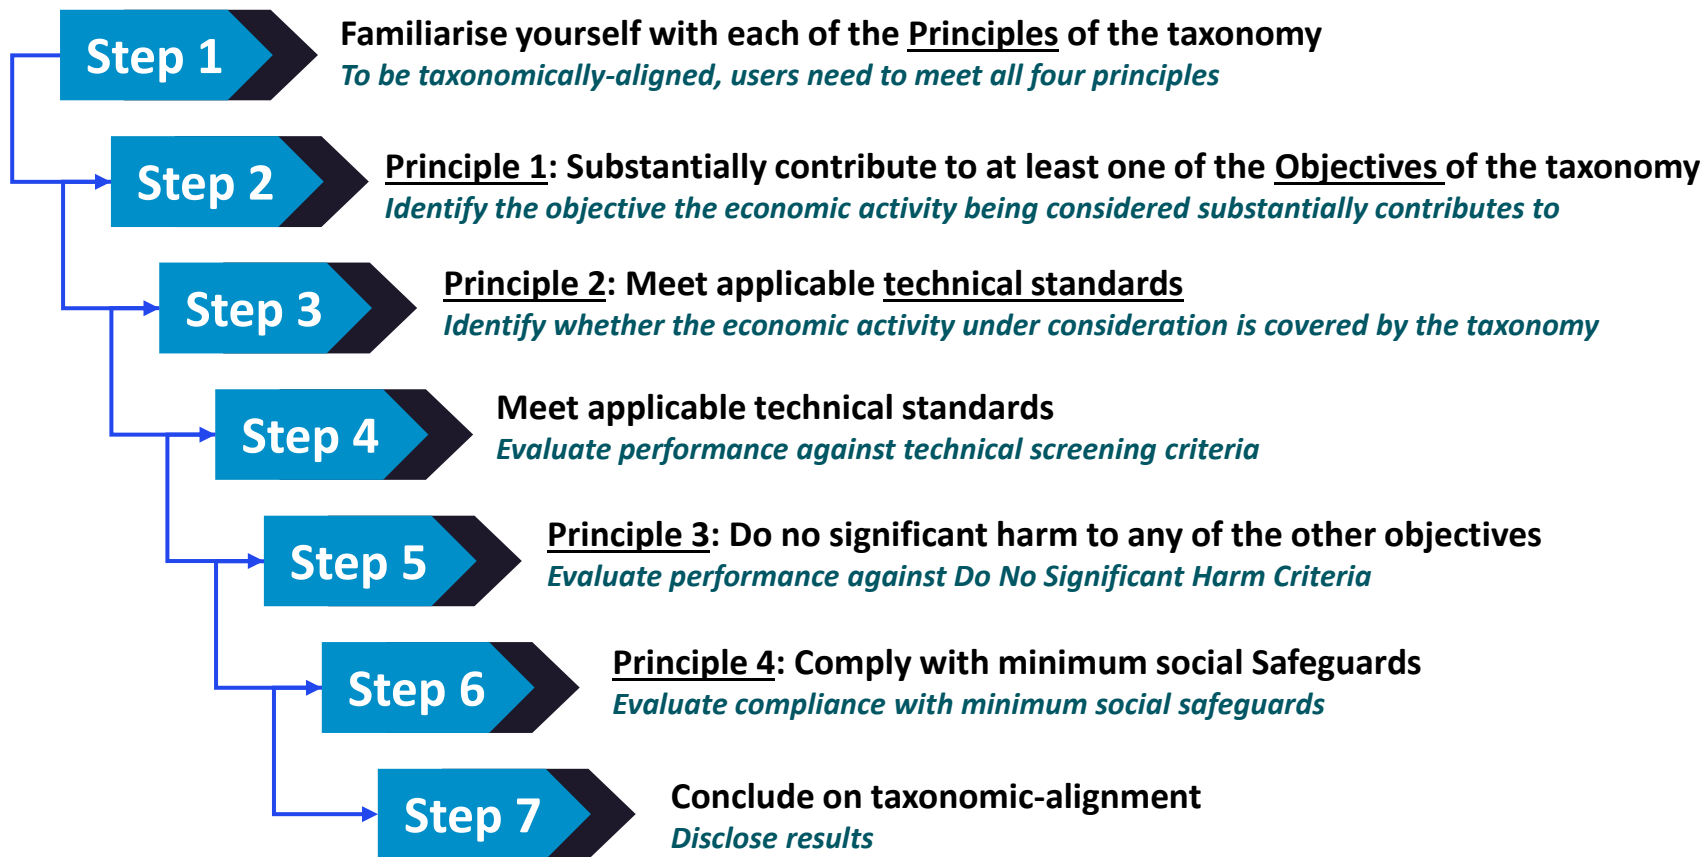 Step 1
Familiarise yourself with each of the Principles of the taxonomy
To be taxonomically-aligned, users need to meet all four principles
Step 2
Principle 1: Substantially contribute to at least one of the Objectives of the taxonomy
Identify the objective the economic activity being considered substantially contributes to
Step 3
Principle 2: Meet applicable technical standards
Identify whether the economic activity under consideration is covered by the taxonomy
Step 4
Meet applicable technical standards
Evaluate performance against technical screening criteria
Step 5
Principle 3: Do no significant harm to any of the other objectives
Evaluate performance against Do No Significant Harm Criteria
Step 6
Principle 4: Comply with minimum social Safeguards
Evaluate compliance with minimum social safeguards
Step 7
Conclude on taxonomic-alignment
Disclose results